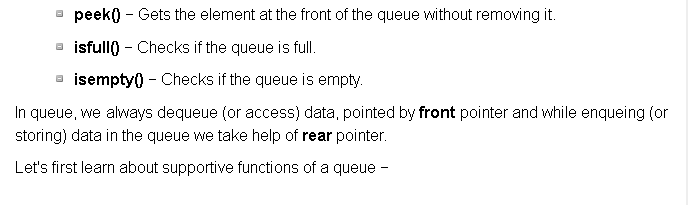 peek() − Gets the element at the front of the queue without removing it.
isfull() − Checks if the queue is full.
isempty() − Checks if the queue is empty.
In queue, we always dequeue (or access) data, pointed by front pointer and while enqueing (or
storing) data in the queue we take help of rear pointer.
Let's first learn about supportive functions of a queue −